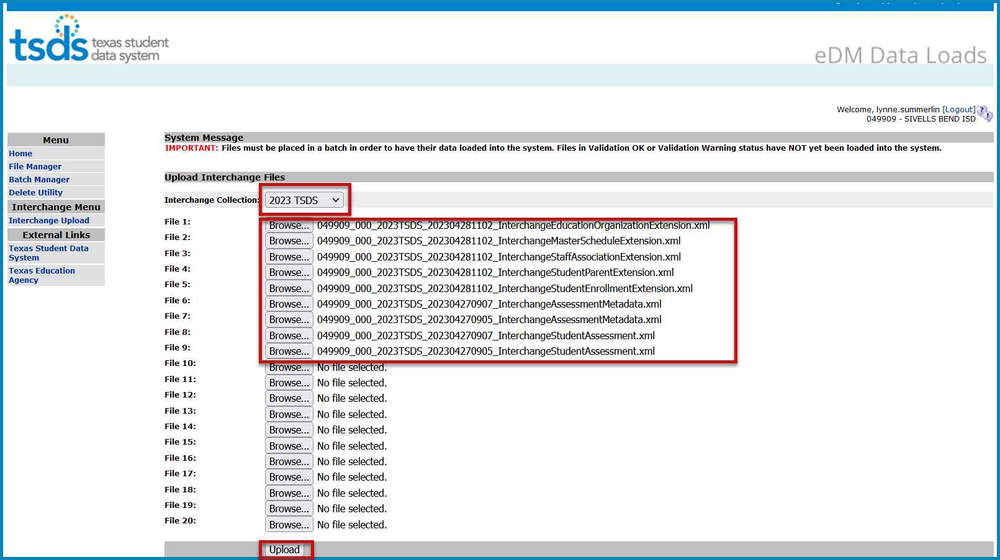 tsds texas student
data system
eDM Data Loads
Welcome, lynne.summerlin [Logout]
049909 - SIVELLS BEND ISD
Menu
Home
File Manager
Batch Manager
Delete Utility
Interchange Menu
Interchange Upload
External Links
Texas Student Data
System
Texas Education
Agency
System Message
IMPORTANT: Files must be placed in a batch in order to have their data loaded into the system. Files in Validation OK or Validation Warning status have NOT yet been loaded into the system.
Upload Interchange Files
Interchange Collection: 2023 TSDS
File 1: Browse... 049909_000_2023TSDS_202304281102_InterchangeEducationOrganizationExtension.xml
File 2: Browse... 049909_000_2023TSDS_202304281102_InterchangeMasterScheduleExtension.xml
File 3: Browse... 049909_000_2023TSDS_202304281102_InterchangeStaffAssociationExtension.xml
File 4: Browse... 049909_000_2023TSDS_202304281102_InterchangeStudentParentExtension.xml
File 5: Browse... 049909_000_2023TSDS_202304281102_InterchangeStudentEnrollmentExtension.xml
File 6: Browse... 049909_000_2023TSDS_202304270907_InterchangeAssessmentMetadata.xml
File 7: Browse... 049909_000_2023TSDS_202304270905_InterchangeAssessmentMetadata.xml
File 8: Browse... 049909_000_2023TSDS_202304270907_InterchangeStudentAssessment.xml
File 9: Browse... 049909_000_2023TSDS_202304270905_InterchangeStudentAssessment.xml
File 10: Browse... No file selected.
File 11: Browse... No file selected.
File 12: Browse... No file selected.
File 13: Browse... No file selected.
File 14: Browse... No file selected.
File 15: Browse... No file selected.
File 16: Browse... No file selected.
File 17: Browse... No file selected.
File 18: Browse... No file selected.
File 19: Browse... No file selected.
File 20: Browse... No file selected.
Upload